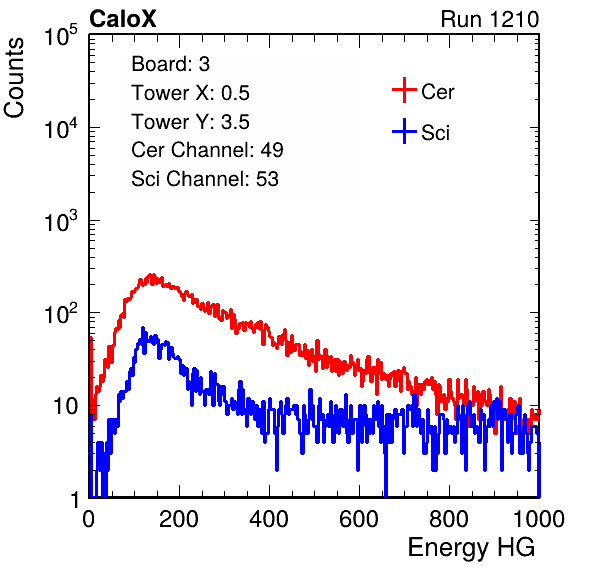 CaloX Run 1210
Counts
10^5
10^4
10^3
10^2
10
1
Board: 3
Tower X: 0.5
Tower Y: 3.5
Cer Channel: 49
Sci Channel: 53
Cer
Sci
0 200 400 600 800 1000
Energy HG